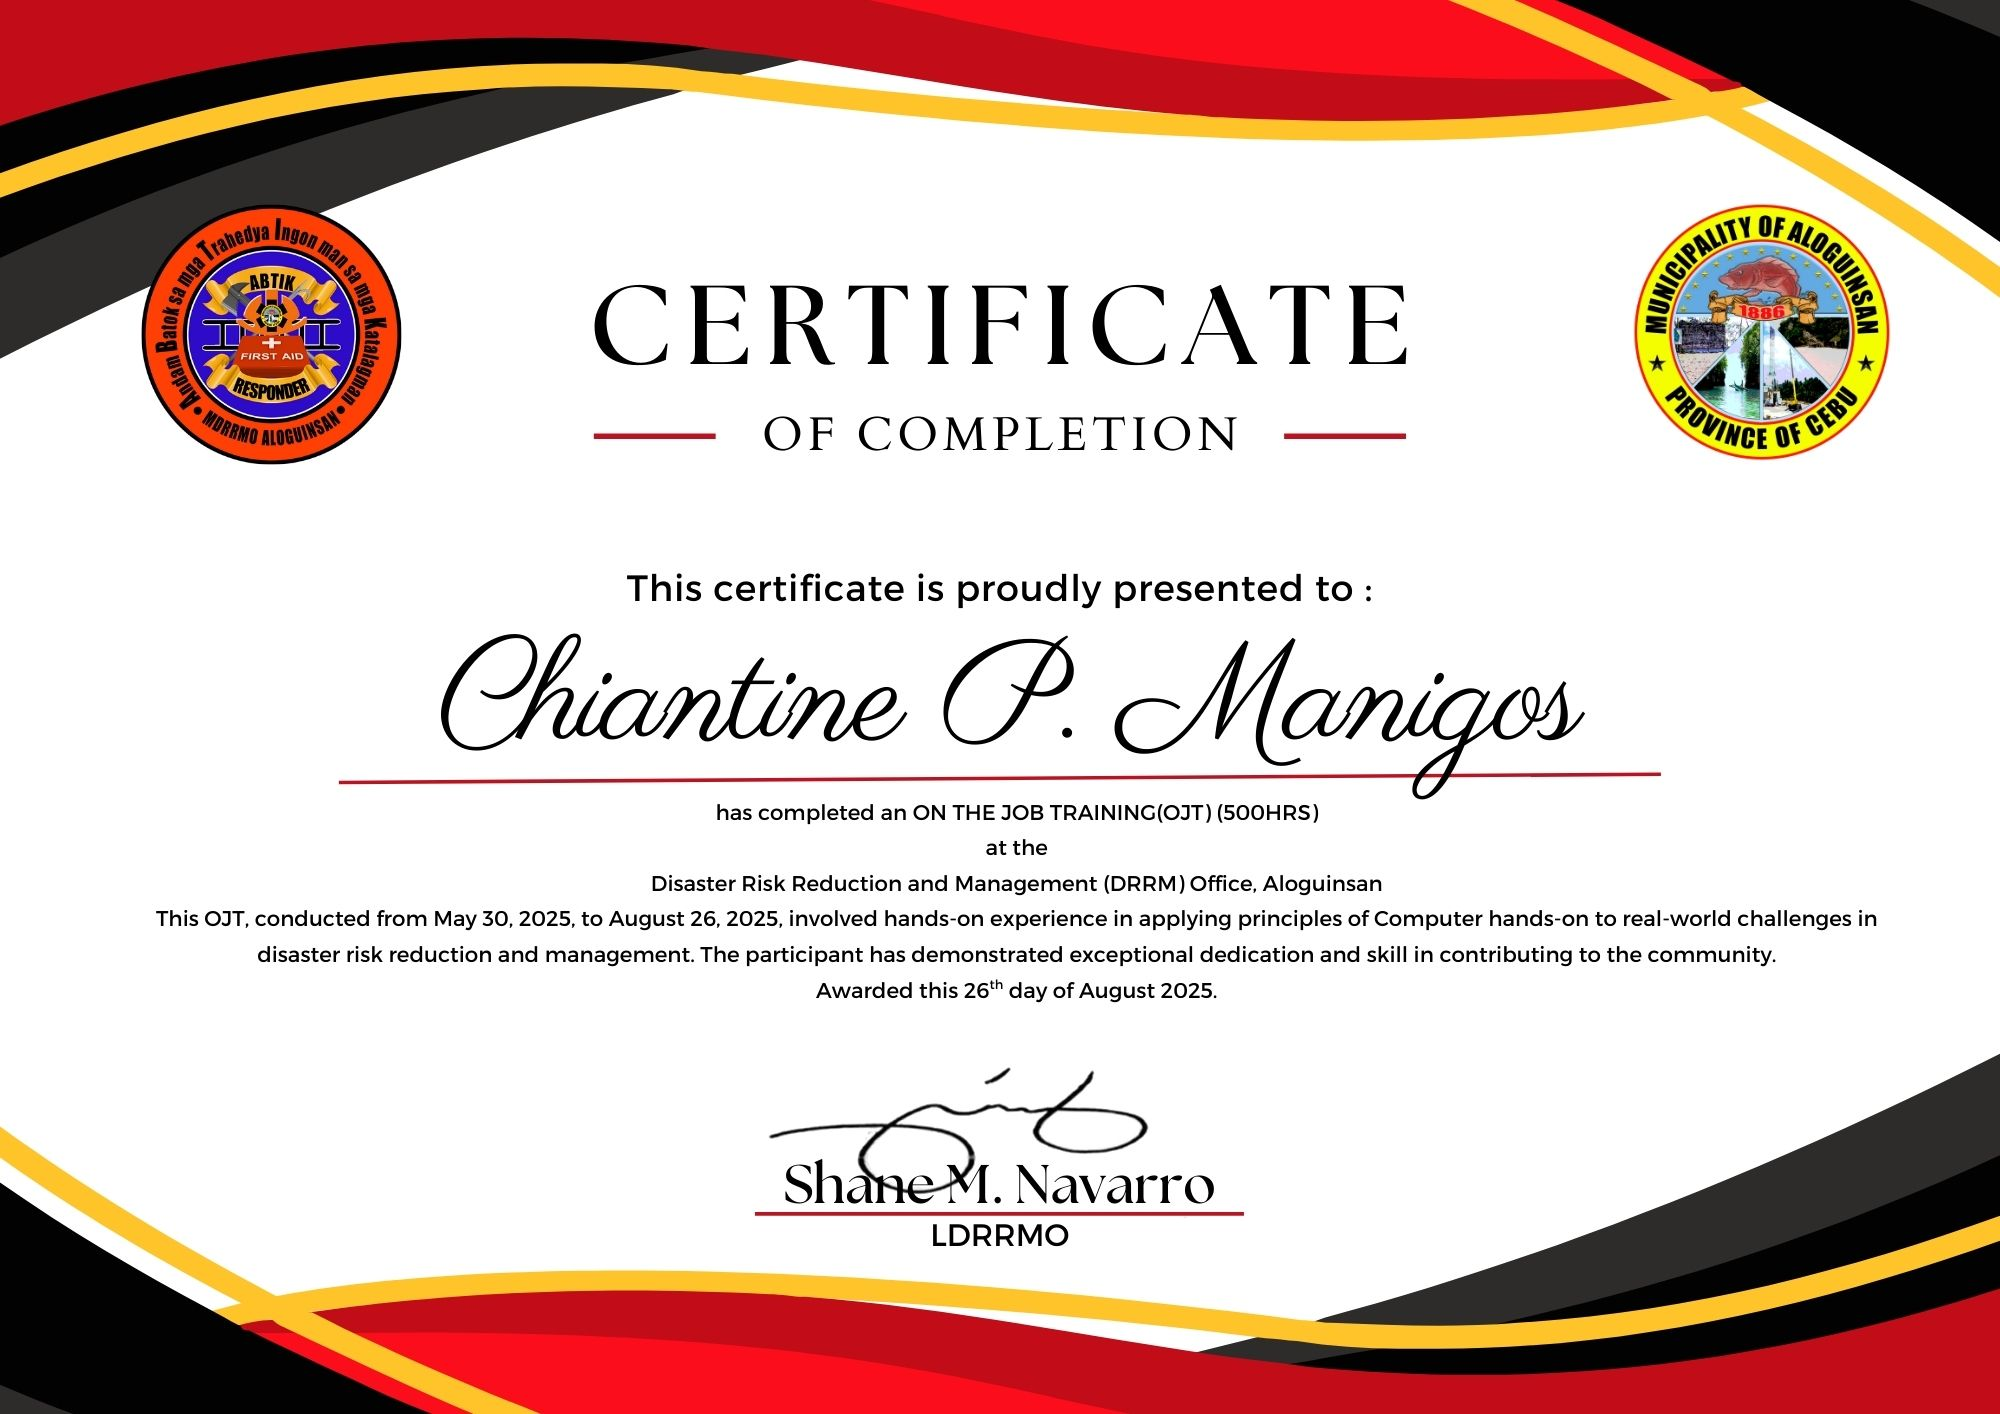 Andan Batok sa mga Trahedya Ingon man sa mga Katalagman
ABTIK
FIRST AID
RESPONDER
• MDRRMO ALOGUINSAN •
MUNICIPALITY OF ALOGUINSAN
1886
★ PROVINCE OF CEBU ★
CERTIFICATE
OF COMPLETION
This certificate is proudly presented to :
Chiantine P. Manigos
has completed an ON THE JOB TRAINING(OJT) (500HRS)
at the
Disaster Risk Reduction and Management (DRRM) Office, Aloguinsan
This OJT, conducted from May 30, 2025, to August 26, 2025, involved hands-on experience in applying principles of Computer hands-on to real-world challenges in
disaster risk reduction and management. The participant has demonstrated exceptional dedication and skill in contributing to the community.
Awarded this 26th day of August 2025.
Shane M. Navarro
LDRRMO